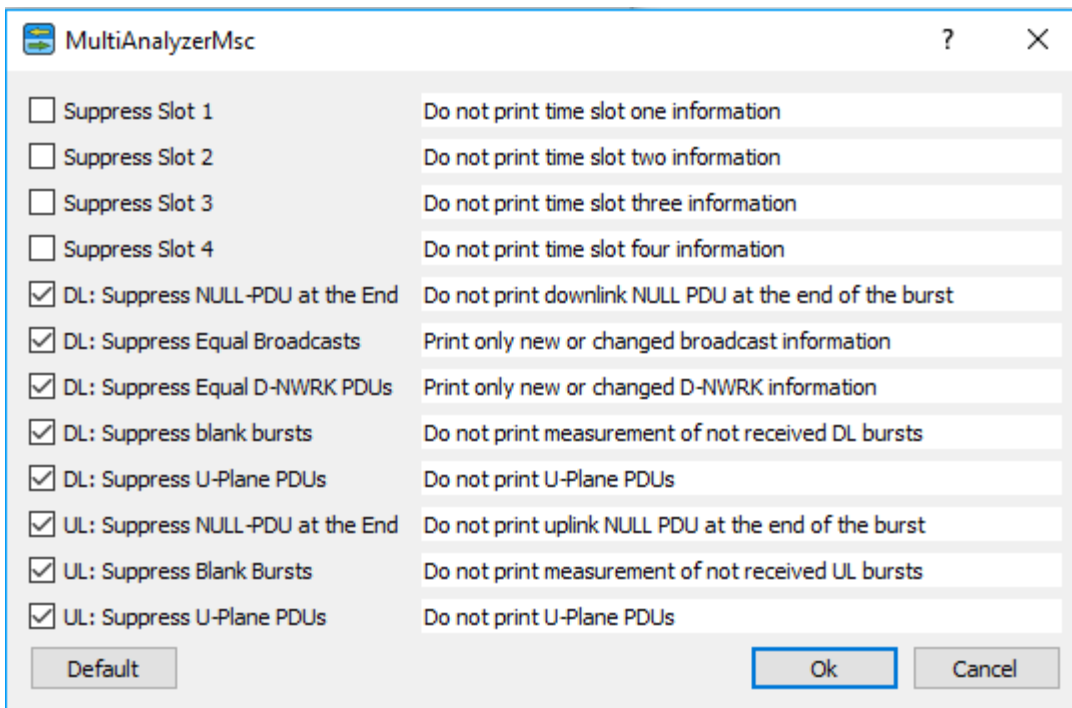 MultiAnalyzerMsc ?
Suppress Slot 1 Do not print time slot one information
Suppress Slot 2 Do not print time slot two information
Suppress Slot 3 Do not print time slot three information
Suppress Slot 4 Do not print time slot four information
DL: Suppress NULL-PDU at the End Do not print downlink NULL PDU at the end of the burst
DL: Suppress Equal Broadcasts Print only new or changed broadcast information
DL: Suppress Equal D-NWRK PDUs Print only new or changed D-NWRK information
DL: Suppress blank bursts Do not print measurement of not received DL bursts
DL: Suppress U-Plane PDUs Do not print U-Plane PDUs
UL: Suppress NULL-PDU at the End Do not print uplink NULL PDU at the end of the burst
UL: Suppress Blank Bursts Do not print measurement of not received UL bursts
UL: Suppress U-Plane PDUs Do not print U-Plane PDUs
Default Ok Cancel